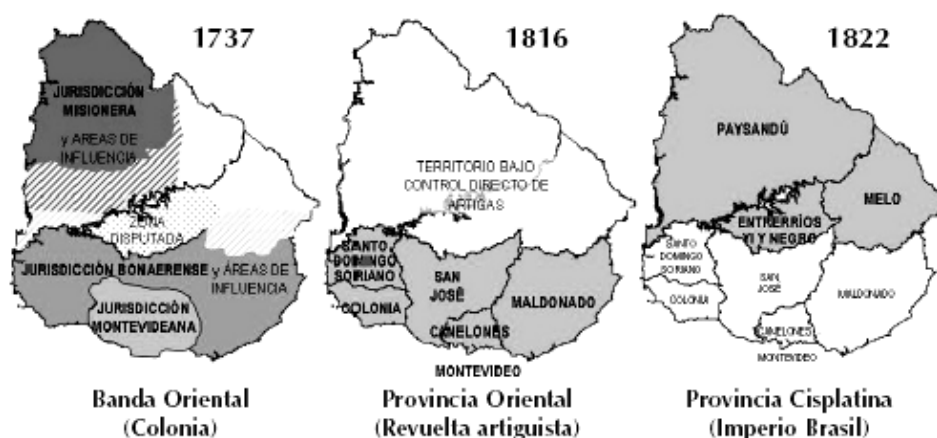 1737
JURISDICCIÓN
MISIONERA
y ÁREAS DE
INFLUENCIA
ZONA
DISPUTADA
JURISDICCIÓN BONAERENSE y ÁREAS DE
INFLUENCIA
JURISDICCIÓN
MONTEVIDEANA
Banda Oriental
(Colonia)
1816
TERRITORIO BAJO
CONTROL DIRECTO DE
ARTIGAS
SANTO
DOMINGO
SORIANO
COLONIA
SAN
JOSÉ
CANELONES
MALDONADO
MONTEVIDEO
Provincia Oriental
(Revuelta artiguista)
1822
PAYSANDÚ
MELO
ENTRERRÍOS
YI Y NEGRO
SANTO
DOMINGO
SORIANO
COLONIA
SAN
JOSÉ
CANELONES
MALDONADO
MONTEVIDEO
Provincia Cisplatina
(Imperio Brasil)